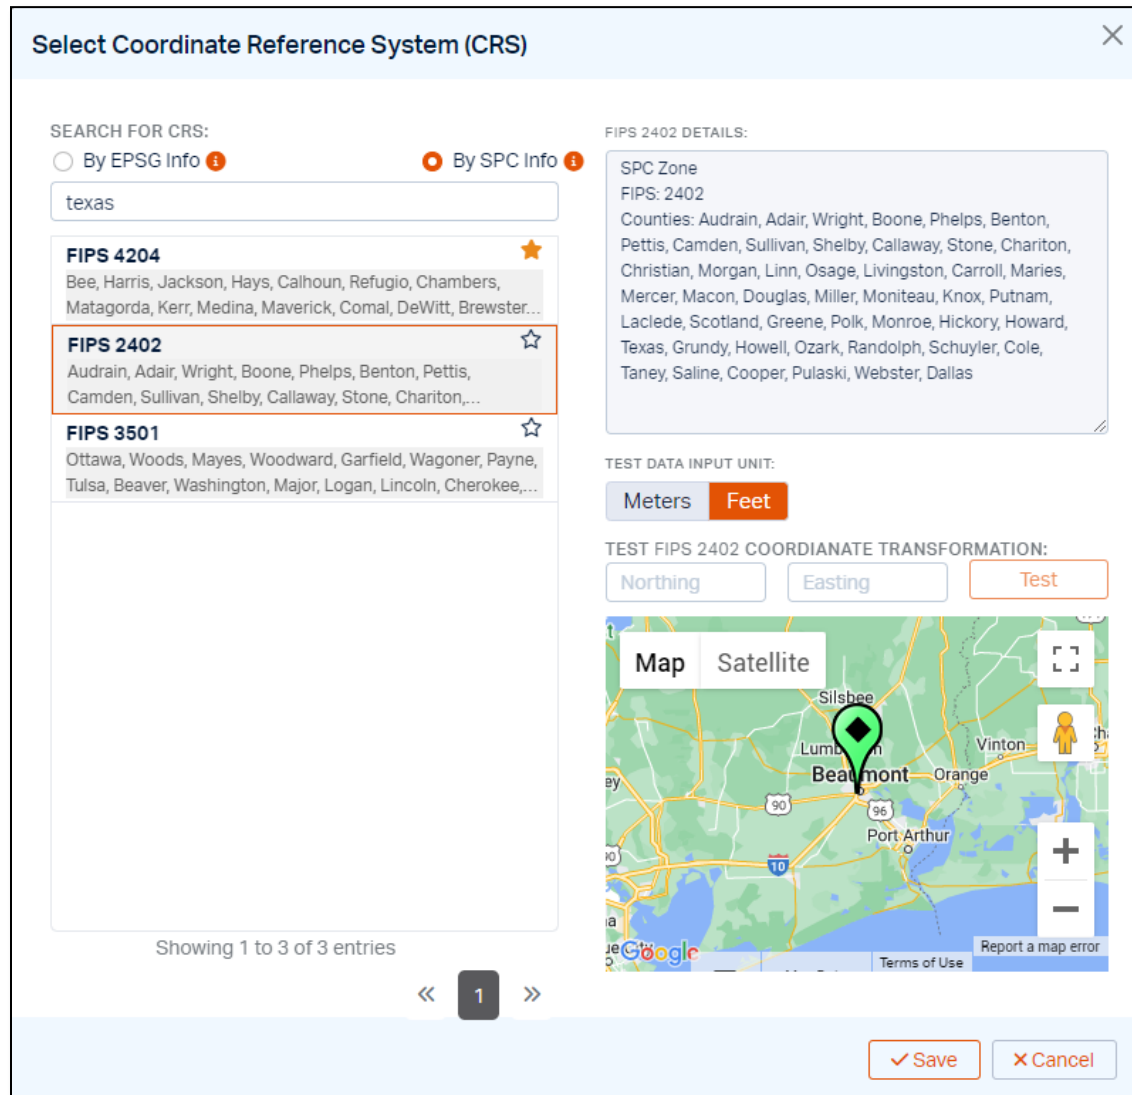 Select Coordinate Reference System (CRS)
SEARCH FOR CRS:
By EPSG Info
By SPC Info
texas
FIPS 4204
Bee, Harris, Jackson, Hays, Calhoun, Refugio, Chambers,
Matagorda, Kerr, Medina, Maverick, Comal, DeWitt, Brewster...
FIPS 2402
Audrain, Adair, Wright, Boone, Phelps, Benton, Pettis,
Camden, Sullivan, Shelby, Callaway, Stone, Chariton,...
FIPS 3501
Ottawa, Woods, Mayes, Woodward, Garfield, Wagoner, Payne,
Tulsa, Beaver, Washington, Major, Logan, Lincoln, Cherokee,...
Showing 1 to 3 of 3 entries
« 1 »
FIPS 2402 DETAILS:
SPC Zone
FIPS: 2402
Counties: Audrain, Adair, Wright, Boone, Phelps, Benton,
Pettis, Camden, Sullivan, Shelby, Callaway, Stone, Chariton,
Christian, Morgan, Linn, Osage, Livingston, Carroll, Maries,
Mercer, Macon, Douglas, Miller, Moniteau, Knox, Putnam,
Laclede, Scotland, Greene, Polk, Monroe, Hickory, Howard,
Texas, Grundy, Howell, Ozark, Randolph, Schuyler, Cole,
Taney, Saline, Cooper, Pulaski, Webster, Dallas
TEST DATA INPUT UNIT:
Meters Feet
TEST FIPS 2402 COORDIANATE TRANSFORMATION:
Northing Easting Test
Map Satellite
Silsbee
Vinton
Beaumont Orange
90
96
Port Arthur
10
Google
Report a map error
Terms of Use
Save Cancel